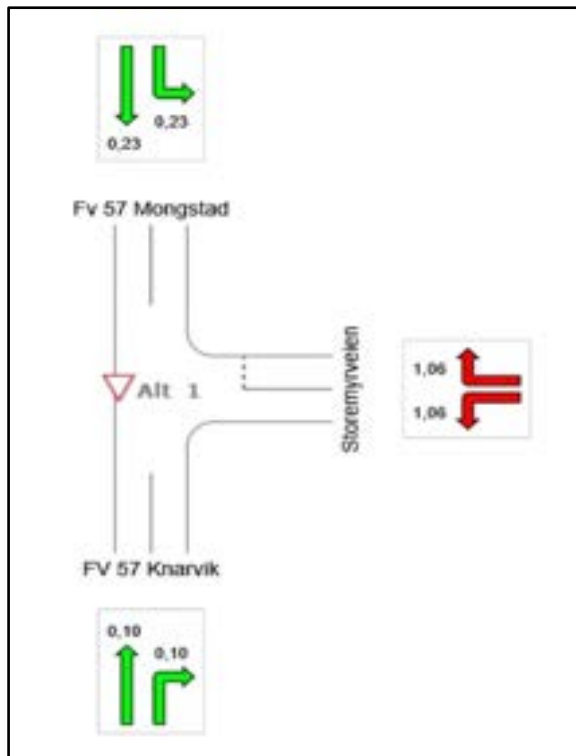 0,23
0,23
Fv 57 Mongstad
Alt 1
Storemyrveien
1,06
1,06
FV 57 Knarvik
0,10
0,10